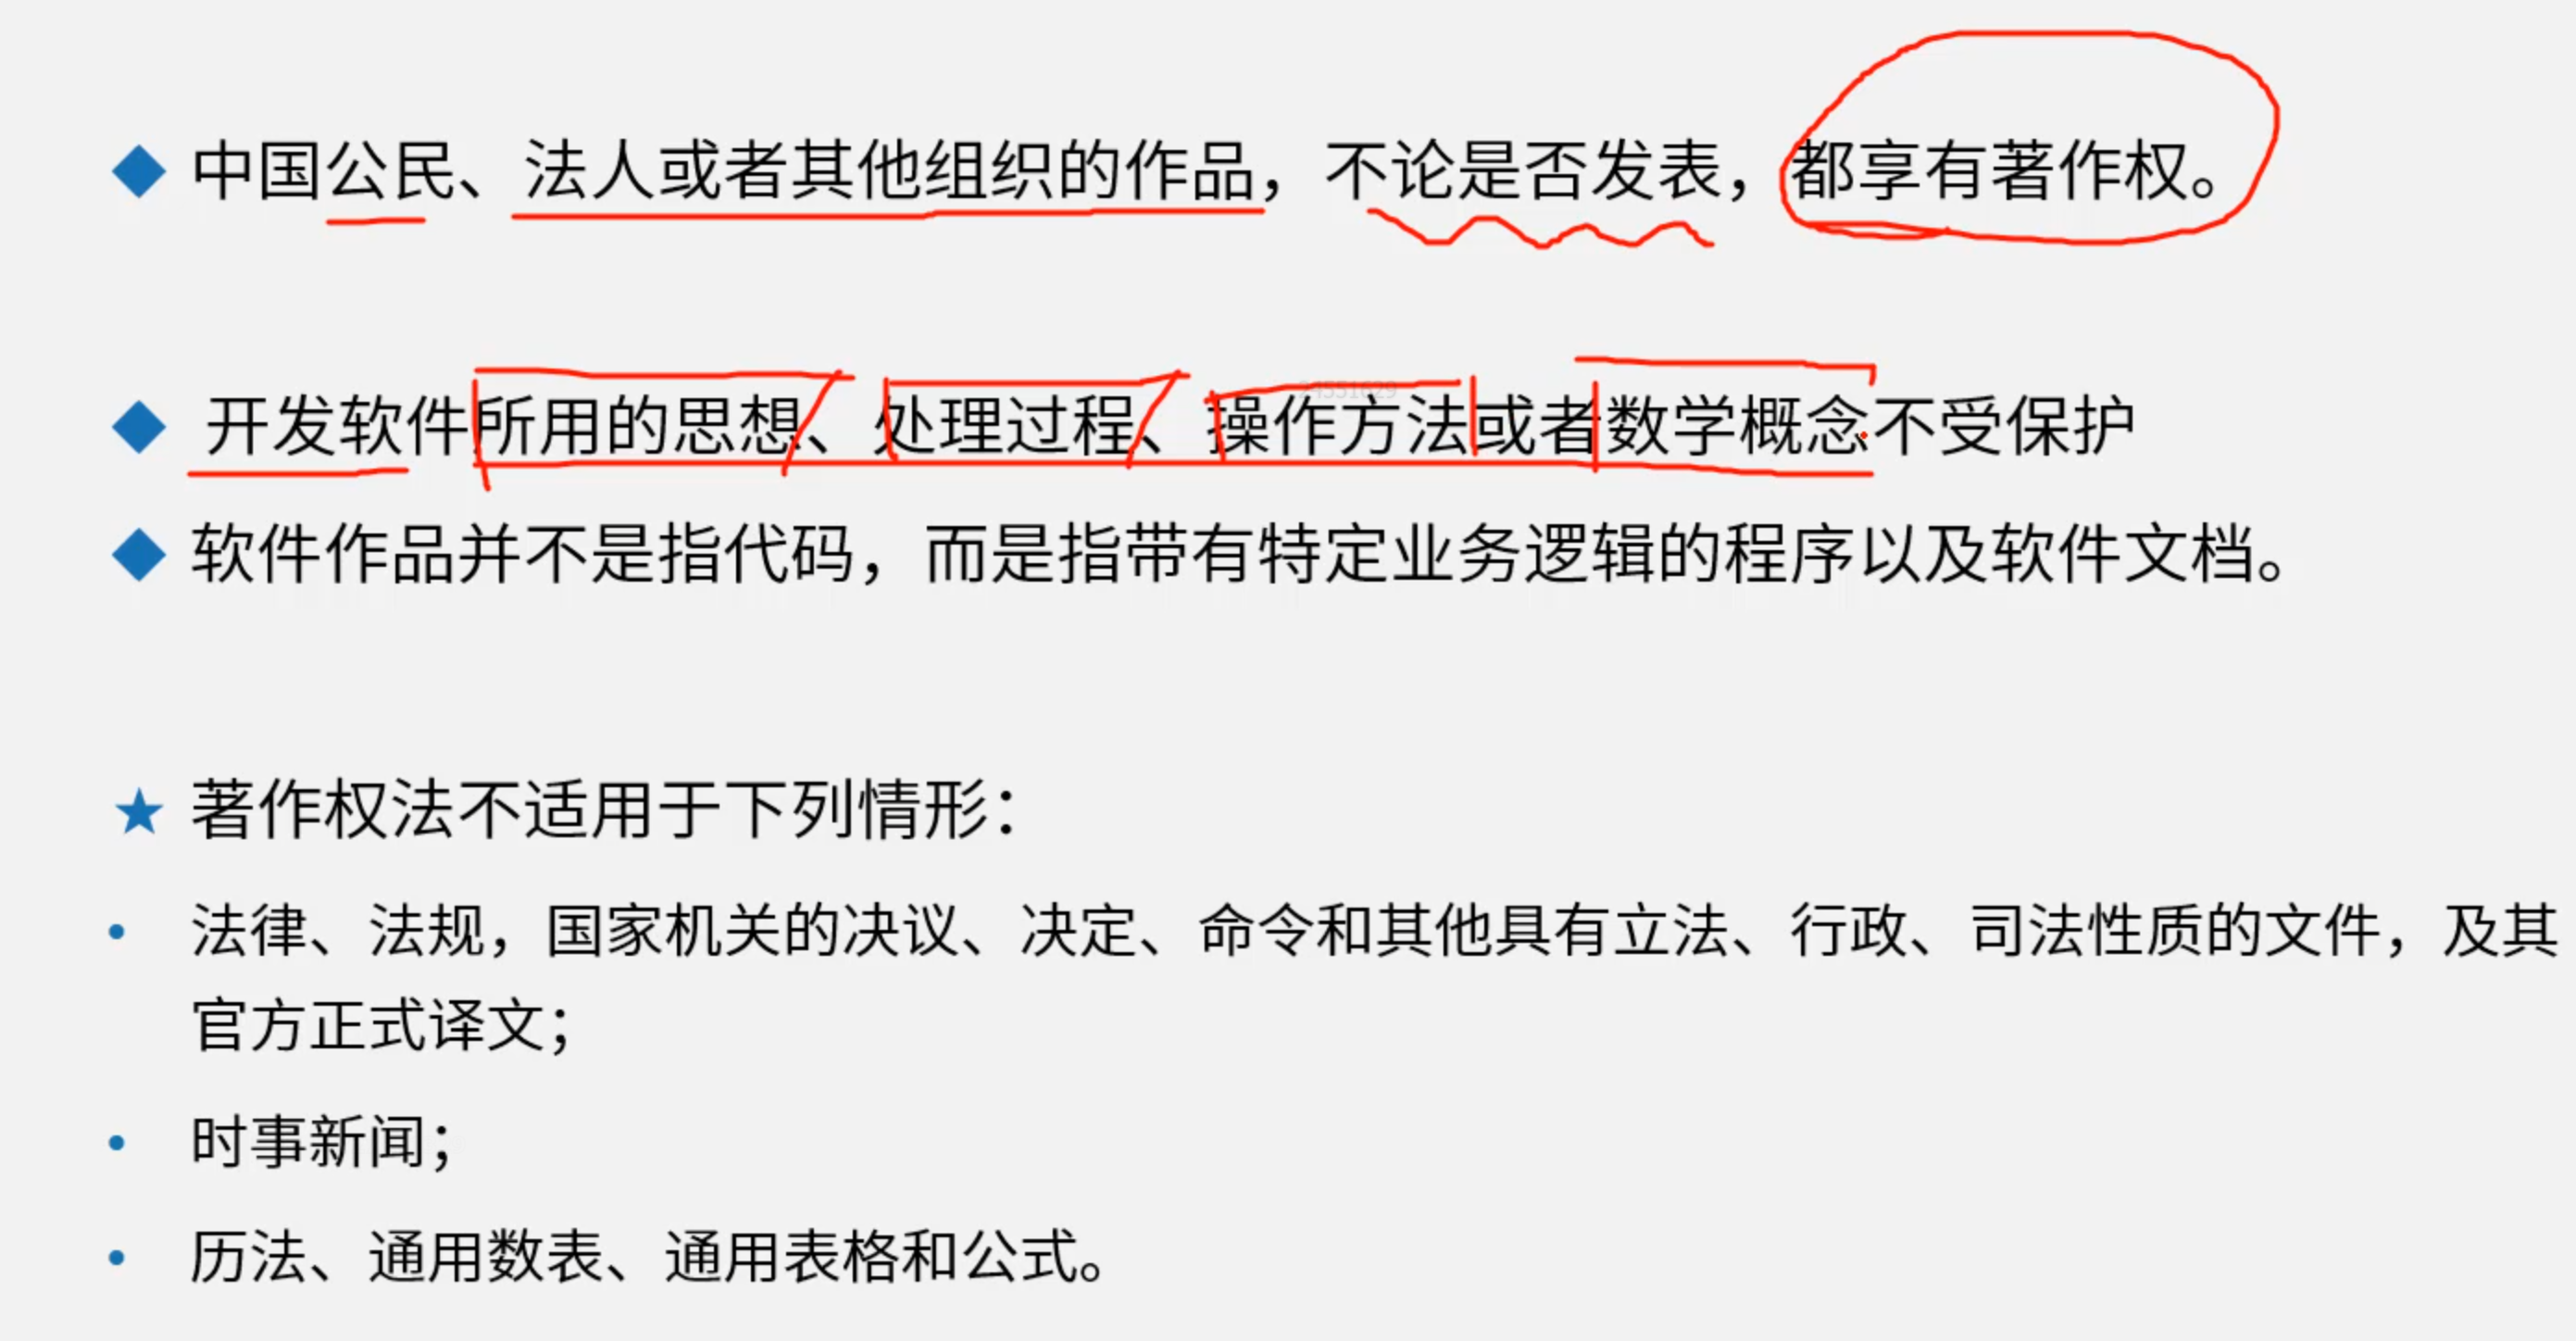 中国公民、法人或者其他组织的作品，不论是否发表，都享有著作权。
24551629
开发软件所用的思想、处理过程、操作方法或者数学概念不受保护
软件作品并不是指代码，而是指带有特定业务逻辑的程序以及软件文档。
著作权法不适用于下列情形：
法律、法规，国家机关的决议、决定、命令和其他具有立法、行政、司法性质的文件，及其
官方正式译文；
时事新闻；
历法、通用数表、通用表格和公式。